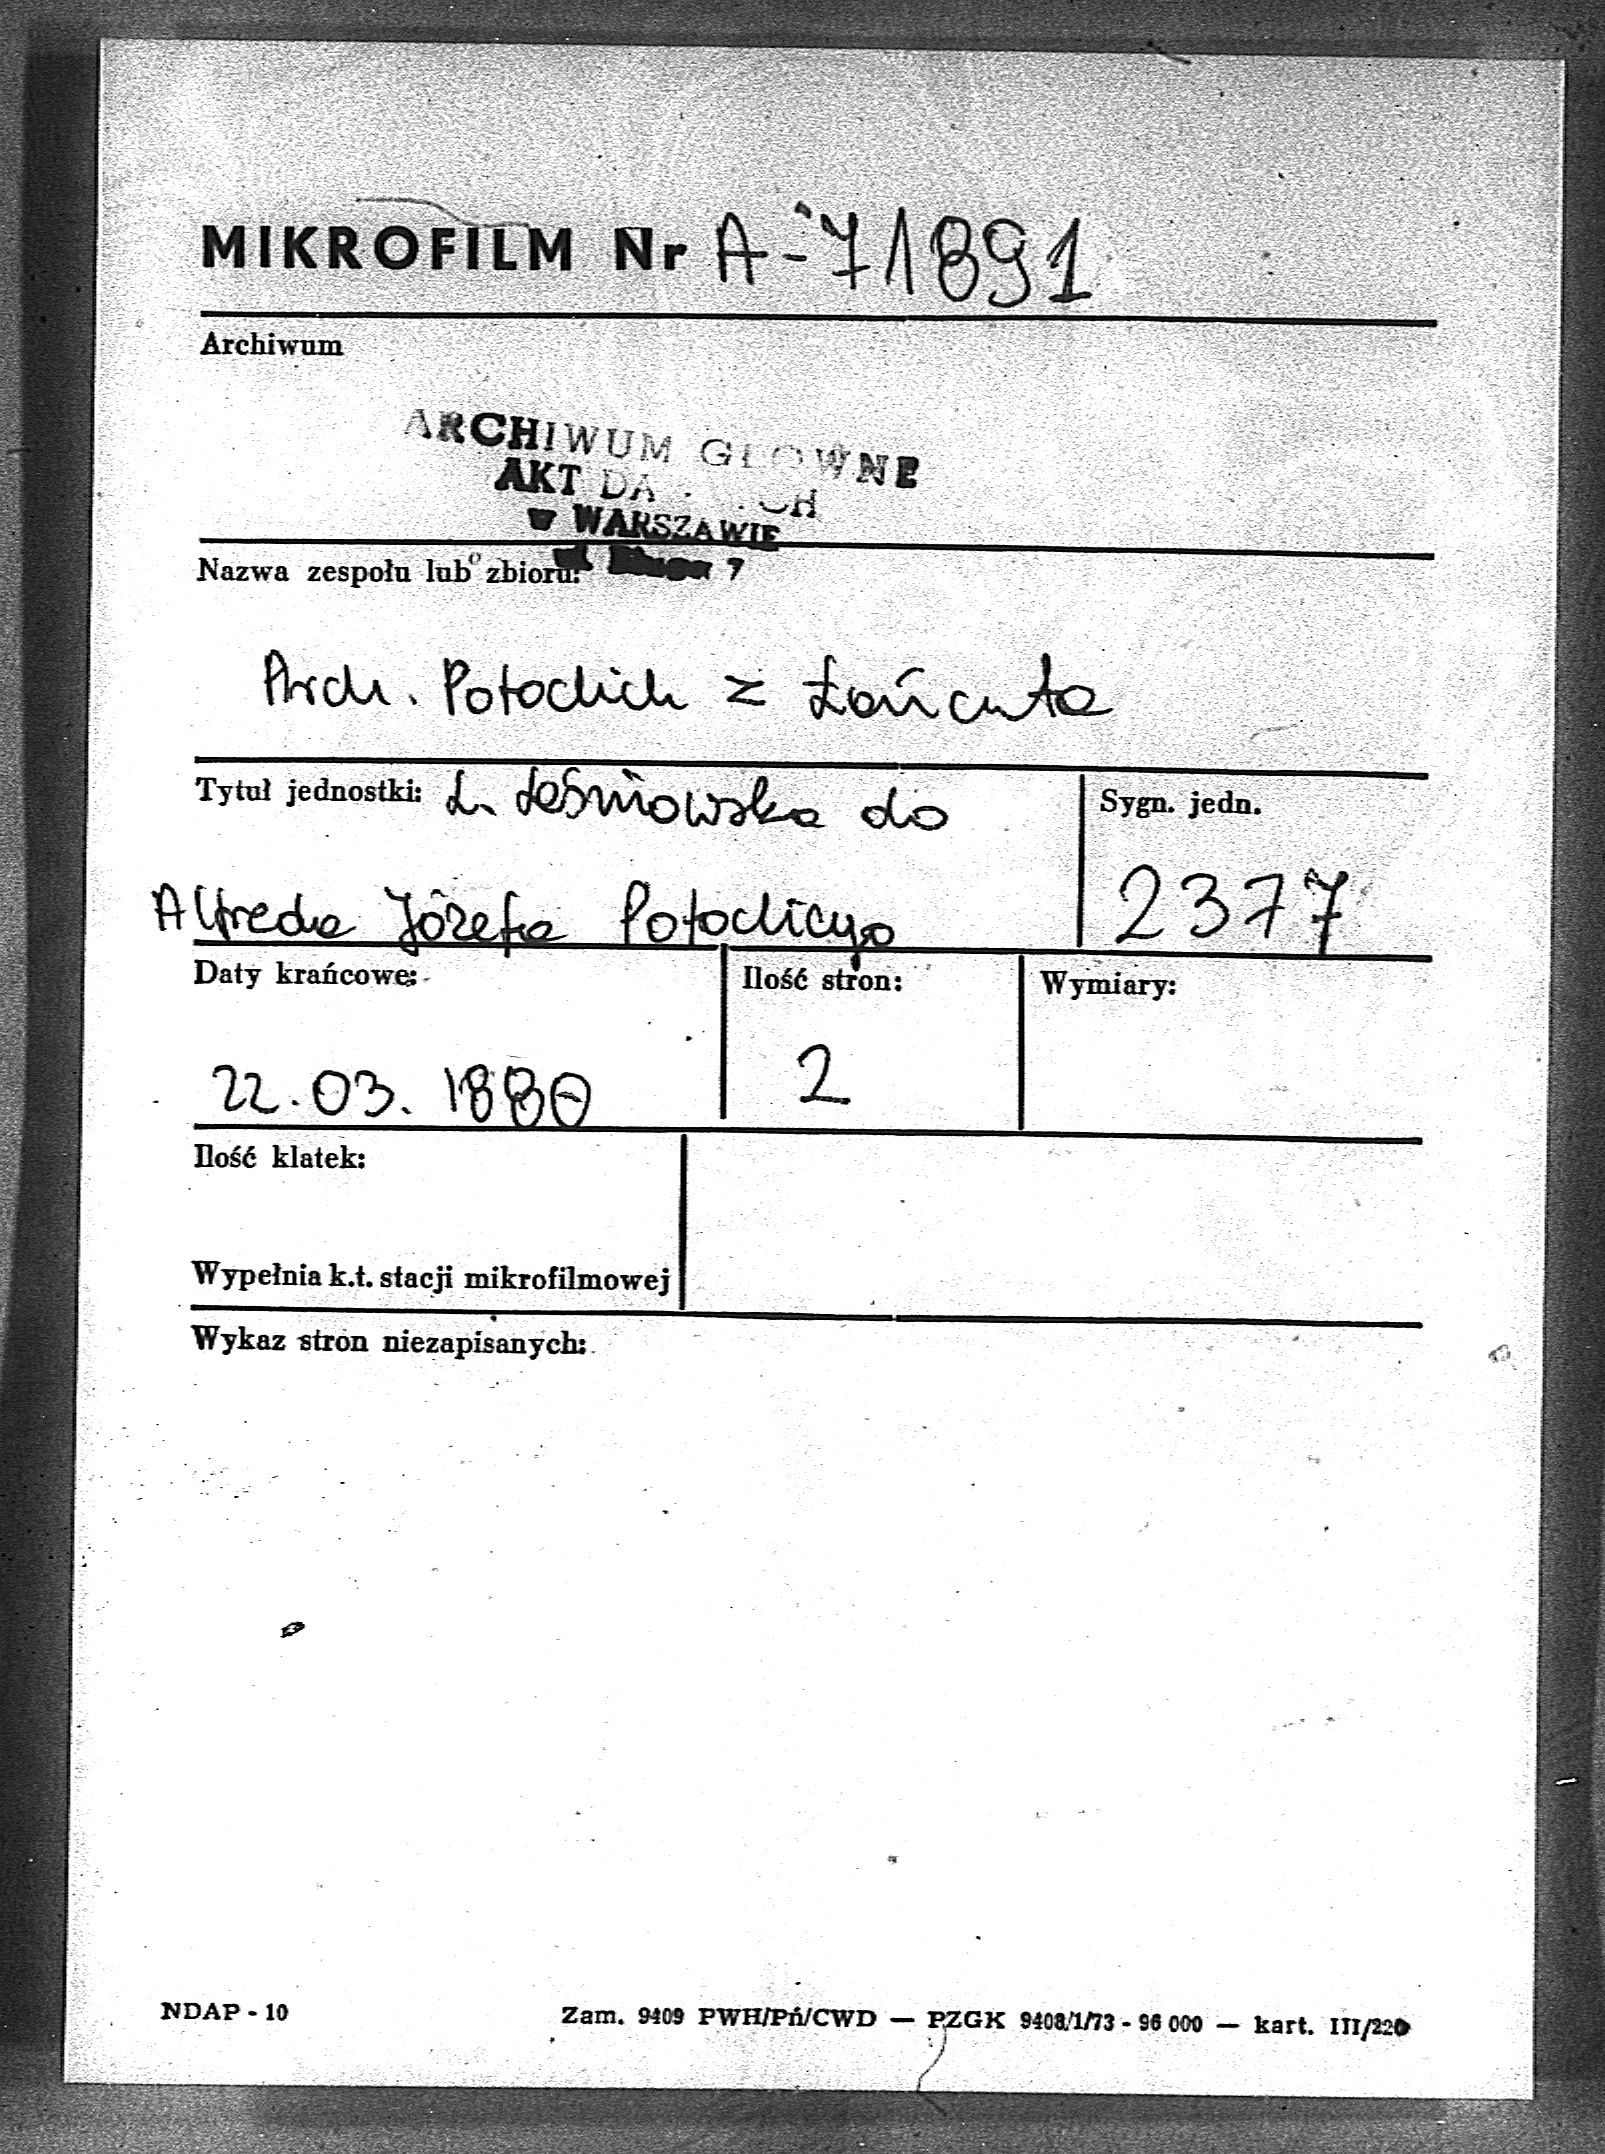 MIKROFILM Nr A-71891
Archiwum
ARCHIWUM GŁOWNE
AKT
w WARSZAWIE
ul. 7
Nazwa zespołu lub zbioru:
Arch. Potockich z Łańcuta
Tytuł jednostki: L. Leśniowska do
Sygn. jedn.
Alfreda Józefa Potockiego
2377
Daty krańcowe:
Ilość stron:
Wymiary:
22.03.1880
2
Ilość klatek:
Wypełnia k.t. stacji mikrofilmowej
Wykaz stron niezapisanych:
NDAP - 10
Zam. 9409 PWH/Pń/CWD — PZGK 9408/1/73 - 96 000 — kart. III/220